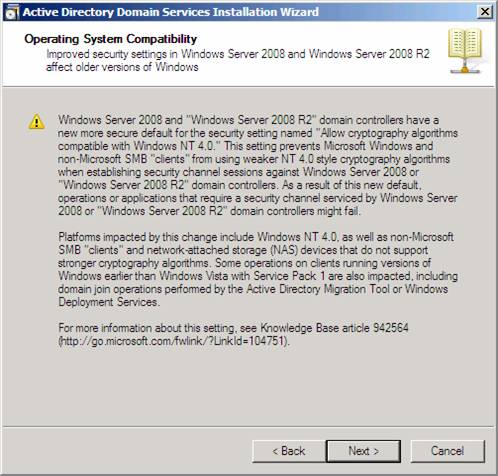 Active Directory Domain Services Installation Wizard
Operating System Compatibility
Improved security settings in Windows Server 2008 and Windows Server 2008 R2
affect older versions of Windows
Windows Server 2008 and "Windows Server 2008 R2" domain controllers have a
new more secure default for the security setting named "Allow cryptography algorithms
compatible with Windows NT 4.0." This setting prevents Microsoft Windows and
non-Microsoft SMB "clients" from using weaker NT 4.0 style cryptography algorithms
when establishing security channel sessions against Windows Server 2008 or
"Windows Server 2008 R2" domain controllers. As a result of this new default,
operations or applications that require a security channel serviced by Windows Server
2008 or "Windows Server 2008 R2" domain controllers might fail.
Platforms impacted by this change include Windows NT 4.0, as well as non-Microsoft
SMB "clients" and network-attached storage (NAS) devices that do not support
stronger cryptography algorithms. Some operations on clients running versions of
Windows earlier than Windows Vista with Service Pack 1 are also impacted, including
domain join operations performed by the Active Directory Migration Tool or Windows
Deployment Services.
For more information about this setting, see Knowledge Base article 942564
(http://go.microsoft.com/fwlink/?LinkId=104751).
< Back
Next >
Cancel